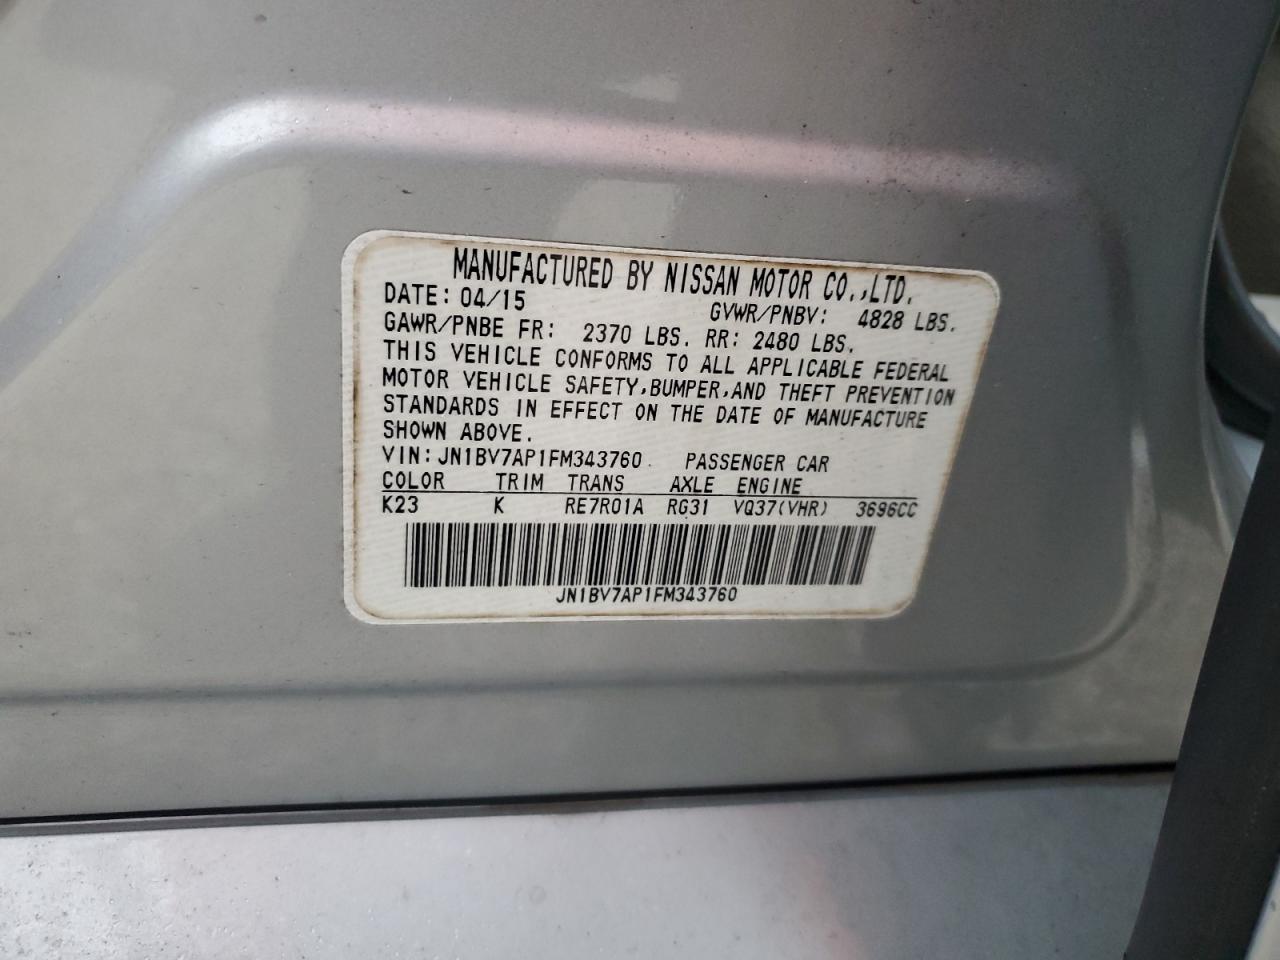 MANUFACTURED BY NISSAN MOTOR CO.,LTD.
DATE: 04/15 GVWR/PNBV: 4828 LBS.
GAWR/PNBE FR: 2370 LBS. RR: 2480 LBS.
THIS VEHICLE CONFORMS TO ALL APPLICABLE FEDERAL
MOTOR VEHICLE SAFETY,BUMPER,AND THEFT PREVENTION
STANDARDS IN EFFECT ON THE DATE OF MANUFACTURE
SHOWN ABOVE.
VIN: JN1BV7AP1FM343760 PASSENGER CAR
COLOR TRIM TRANS AXLE ENGINE
K23 K RE7R01A RG31 VQ37(VHR) 3696CC
JN1BV7AP1FM343760